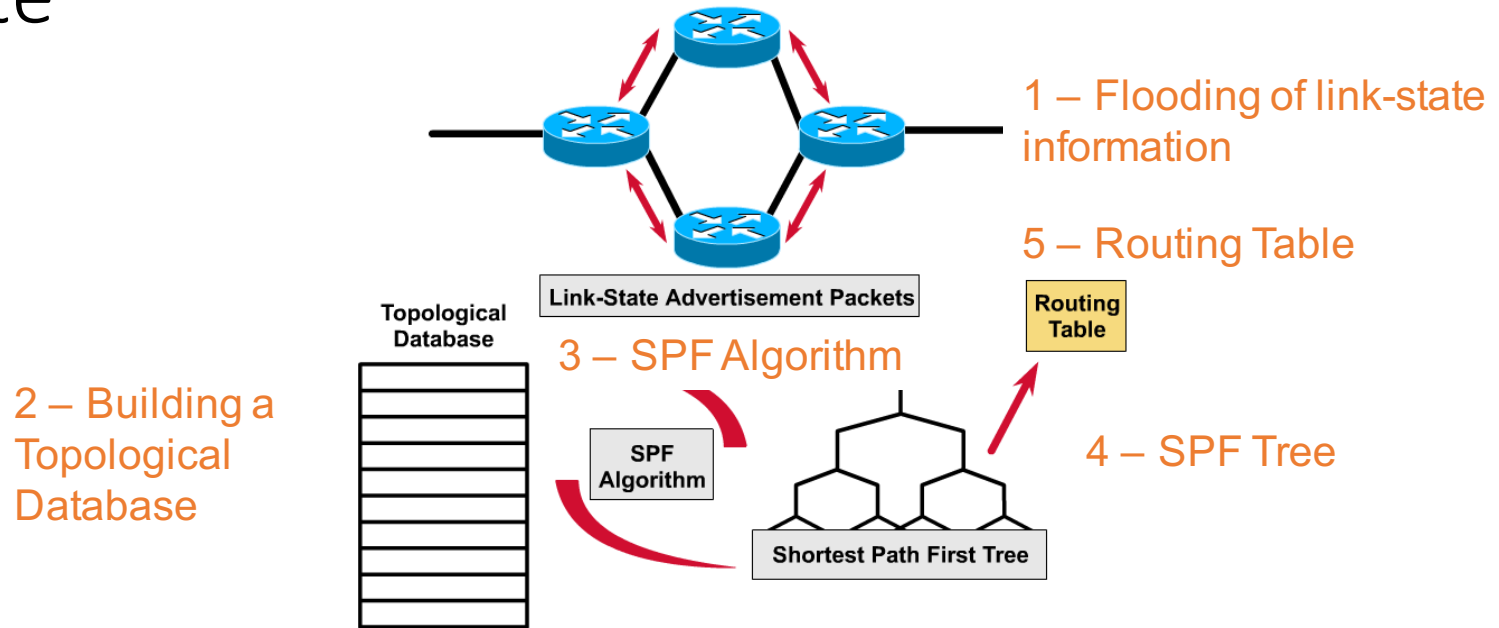 1 – Flooding of link-state
information
5 – Routing Table
Link-State Advertisement Packets
Routing
Table
Topological
Database
3 – SPF Algorithm
2 – Building a
Topological
Database
SPF
Algorithm
4 – SPF Tree
Shortest Path First Tree